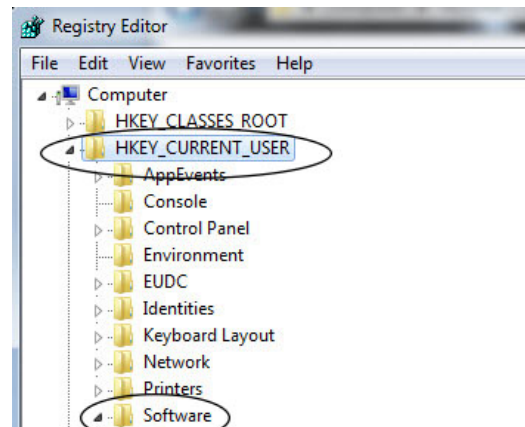 Registry Editor
File Edit View Favorites Help
Computer
HKEY_CLASSES_ROOT
HKEY_CURRENT_USER
AppEvents
Console
Control Panel
Environment
EUDC
Identities
Keyboard Layout
Network
Printers
Software